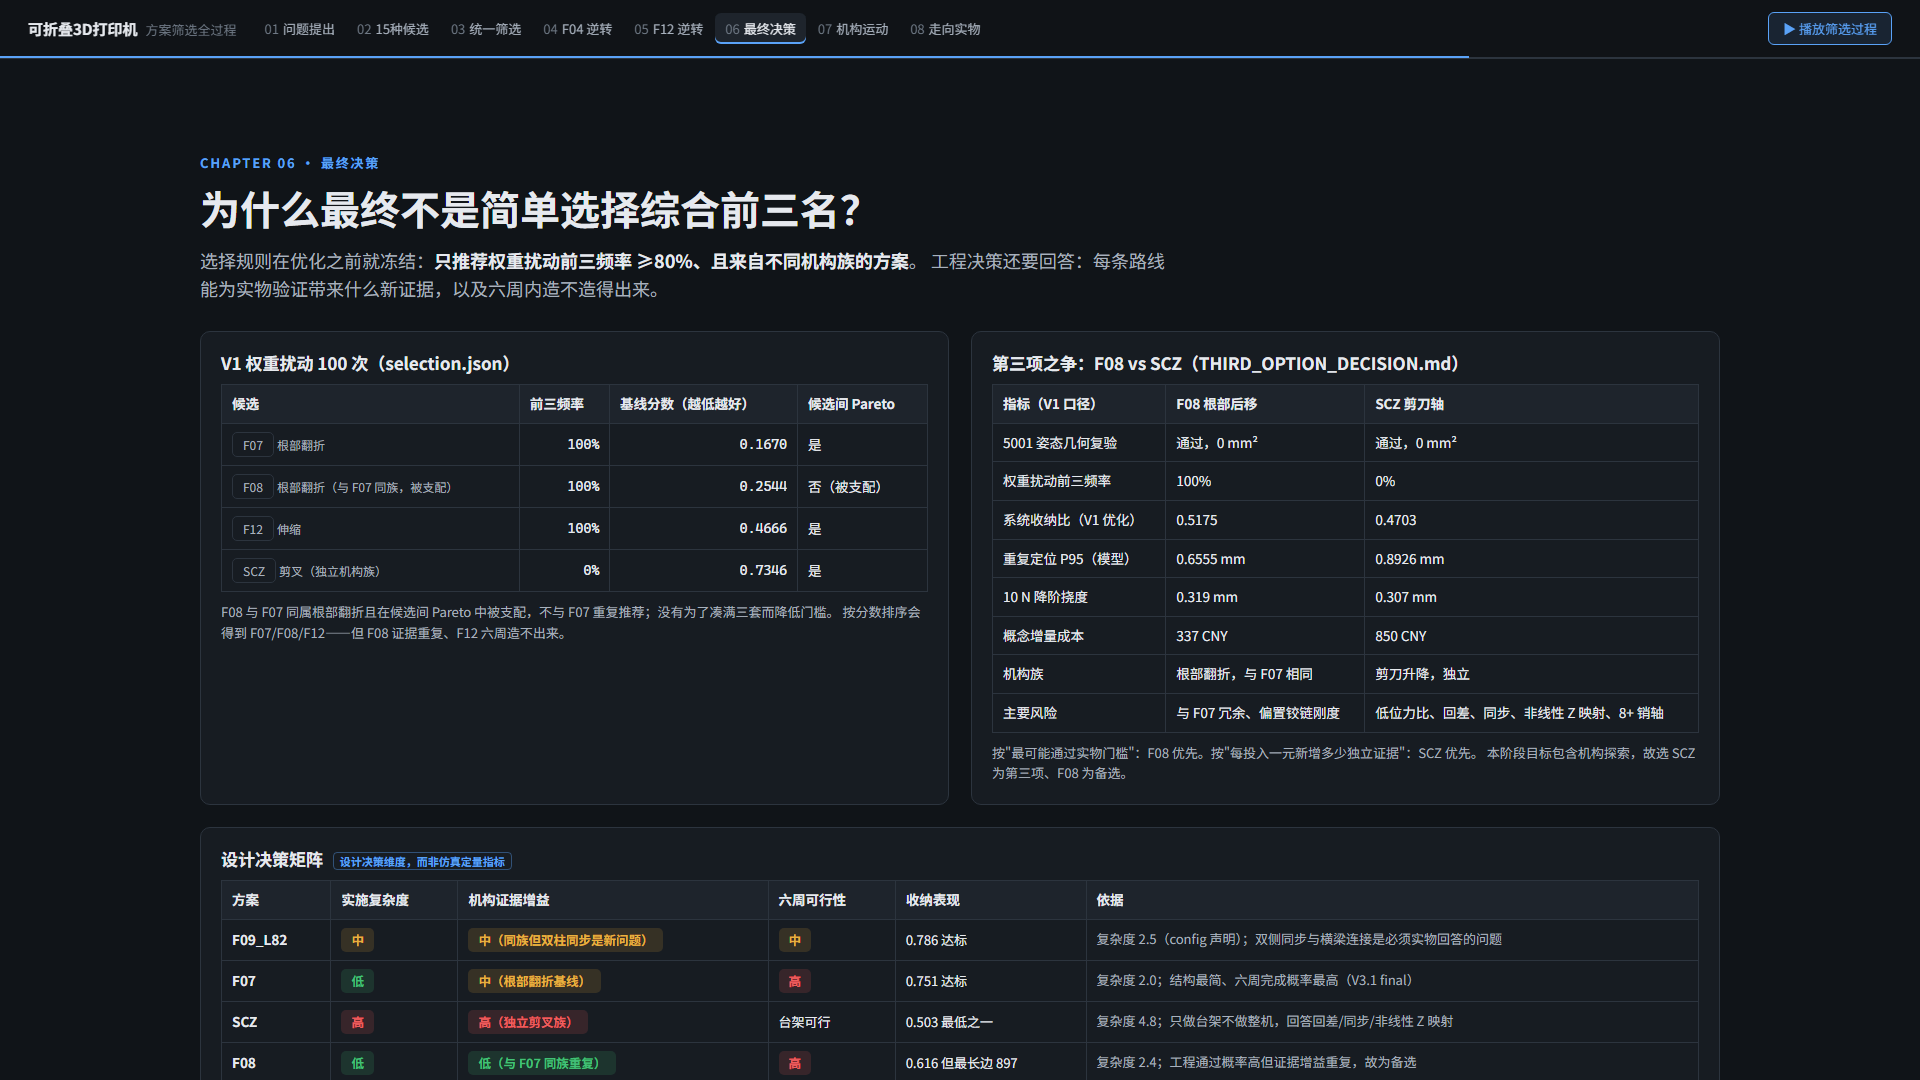 可折叠3D打印机 方案筛选全过程 01 问题提出 02 15种候选 03 统一筛选 04 F04 逆转 05 F12 逆转 06 最终决策 07 机构运动 08 走向实物 ▶ 播放筛选过程
CHAPTER 06 · 最终决策
为什么最终不是简单选择综合前三名？
选择规则在优化之前就冻结：只推荐权重扰动前三频率 ≥80%、且来自不同机构族的方案。 工程决策还要回答：每条路线
能为实物验证带来什么新证据，以及六周内造不造得出来。
V1 权重扰动 100 次（selection.json）
候选 前三频率 基线分数（越低越好） 候选间 Pareto
F07 根部翻折 100% 0.1670 是
F08 根部翻折（与 F07 同族，被支配） 100% 0.2544 否（被支配）
F12 伸缩 100% 0.4666 是
SCZ 剪叉（独立机构族） 0% 0.7346 是
F08 与 F07 同属根部翻折且在候选间 Pareto 中被支配，不与 F07 重复推荐；没有为了凑满三套而降低门槛。 按分数排序会
得到 F07/F08/F12——但 F08 证据重复、F12 六周造不出来。
第三项之争：F08 vs SCZ（THIRD_OPTION_DECISION.md）
指标（V1 口径） F08 根部后移 SCZ 剪刀轴
5001 姿态几何复验 通过，0 mm² 通过，0 mm²
权重扰动前三频率 100% 0%
系统收纳比（V1 优化） 0.5175 0.4703
重复定位 P95（模型） 0.6555 mm 0.8926 mm
10 N 降阶挠度 0.319 mm 0.307 mm
概念增量成本 337 CNY 850 CNY
机构族 根部翻折，与 F07 相同 剪刀升降，独立
主要风险 与 F07 冗余、偏置铰链刚度 低位力比、回差、同步、非线性 Z 映射、8+ 销轴
按"最可能通过实物门槛"：F08 优先。按"每投入一元新增多少独立证据"：SCZ 优先。 本阶段目标包含机构探索，故选 SCZ
为第三项、F08 为备选。
设计决策矩阵 设计决策维度，而非仿真定量指标
方案 实施复杂度 机构证据增益 六周可行性 收纳表现 依据
F09_L82 中 中（同族但双柱同步是新问题） 中 0.786 达标 复杂度 2.5（config 声明）；双侧同步与横梁连接是必须实物回答的问题
F07 低 中（根部翻折基线） 高 0.751 达标 复杂度 2.0；结构最简、六周完成概率最高（V3.1 final）
SCZ 高 高（独立剪叉族） 台架可行 0.503 最低之一 复杂度 4.8；只做台架不做整机，回答回差/同步/非线性 Z 映射
F08 低 低（与 F07 同族重复） 高 0.616 但最长边 897 复杂度 2.4；工程通过概率高但证据增益重复，故为备选